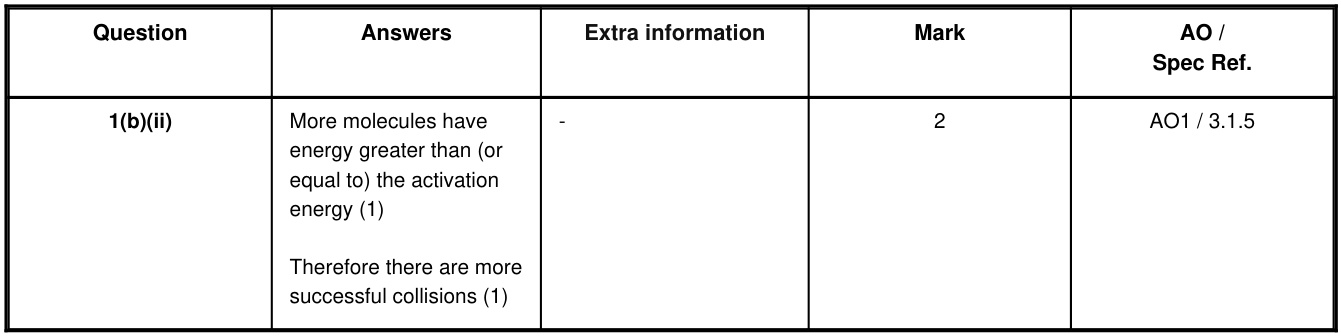 Question
Answers
Extra information
Mark
AO /
Spec Ref.
1(b)(ii)
More molecules have
energy greater than (or
equal to) the activation
energy (1)
Therefore there are more
successful collisions (1)
-
2
AO1 / 3.1.5